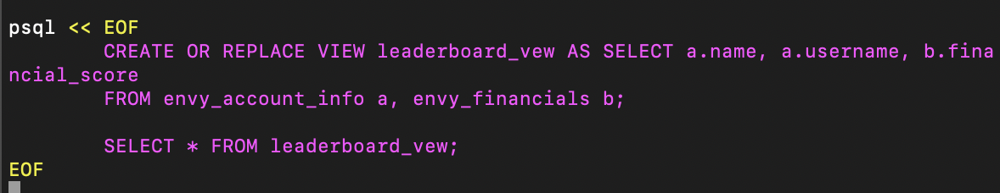 psql << EOF
CREATE OR REPLACE VIEW leaderboard_vew AS SELECT a.name, a.username, b.fina
ncial_score
FROM envy_account_info a, envy_financials b;
SELECT * FROM leaderboard_vew;
EOF